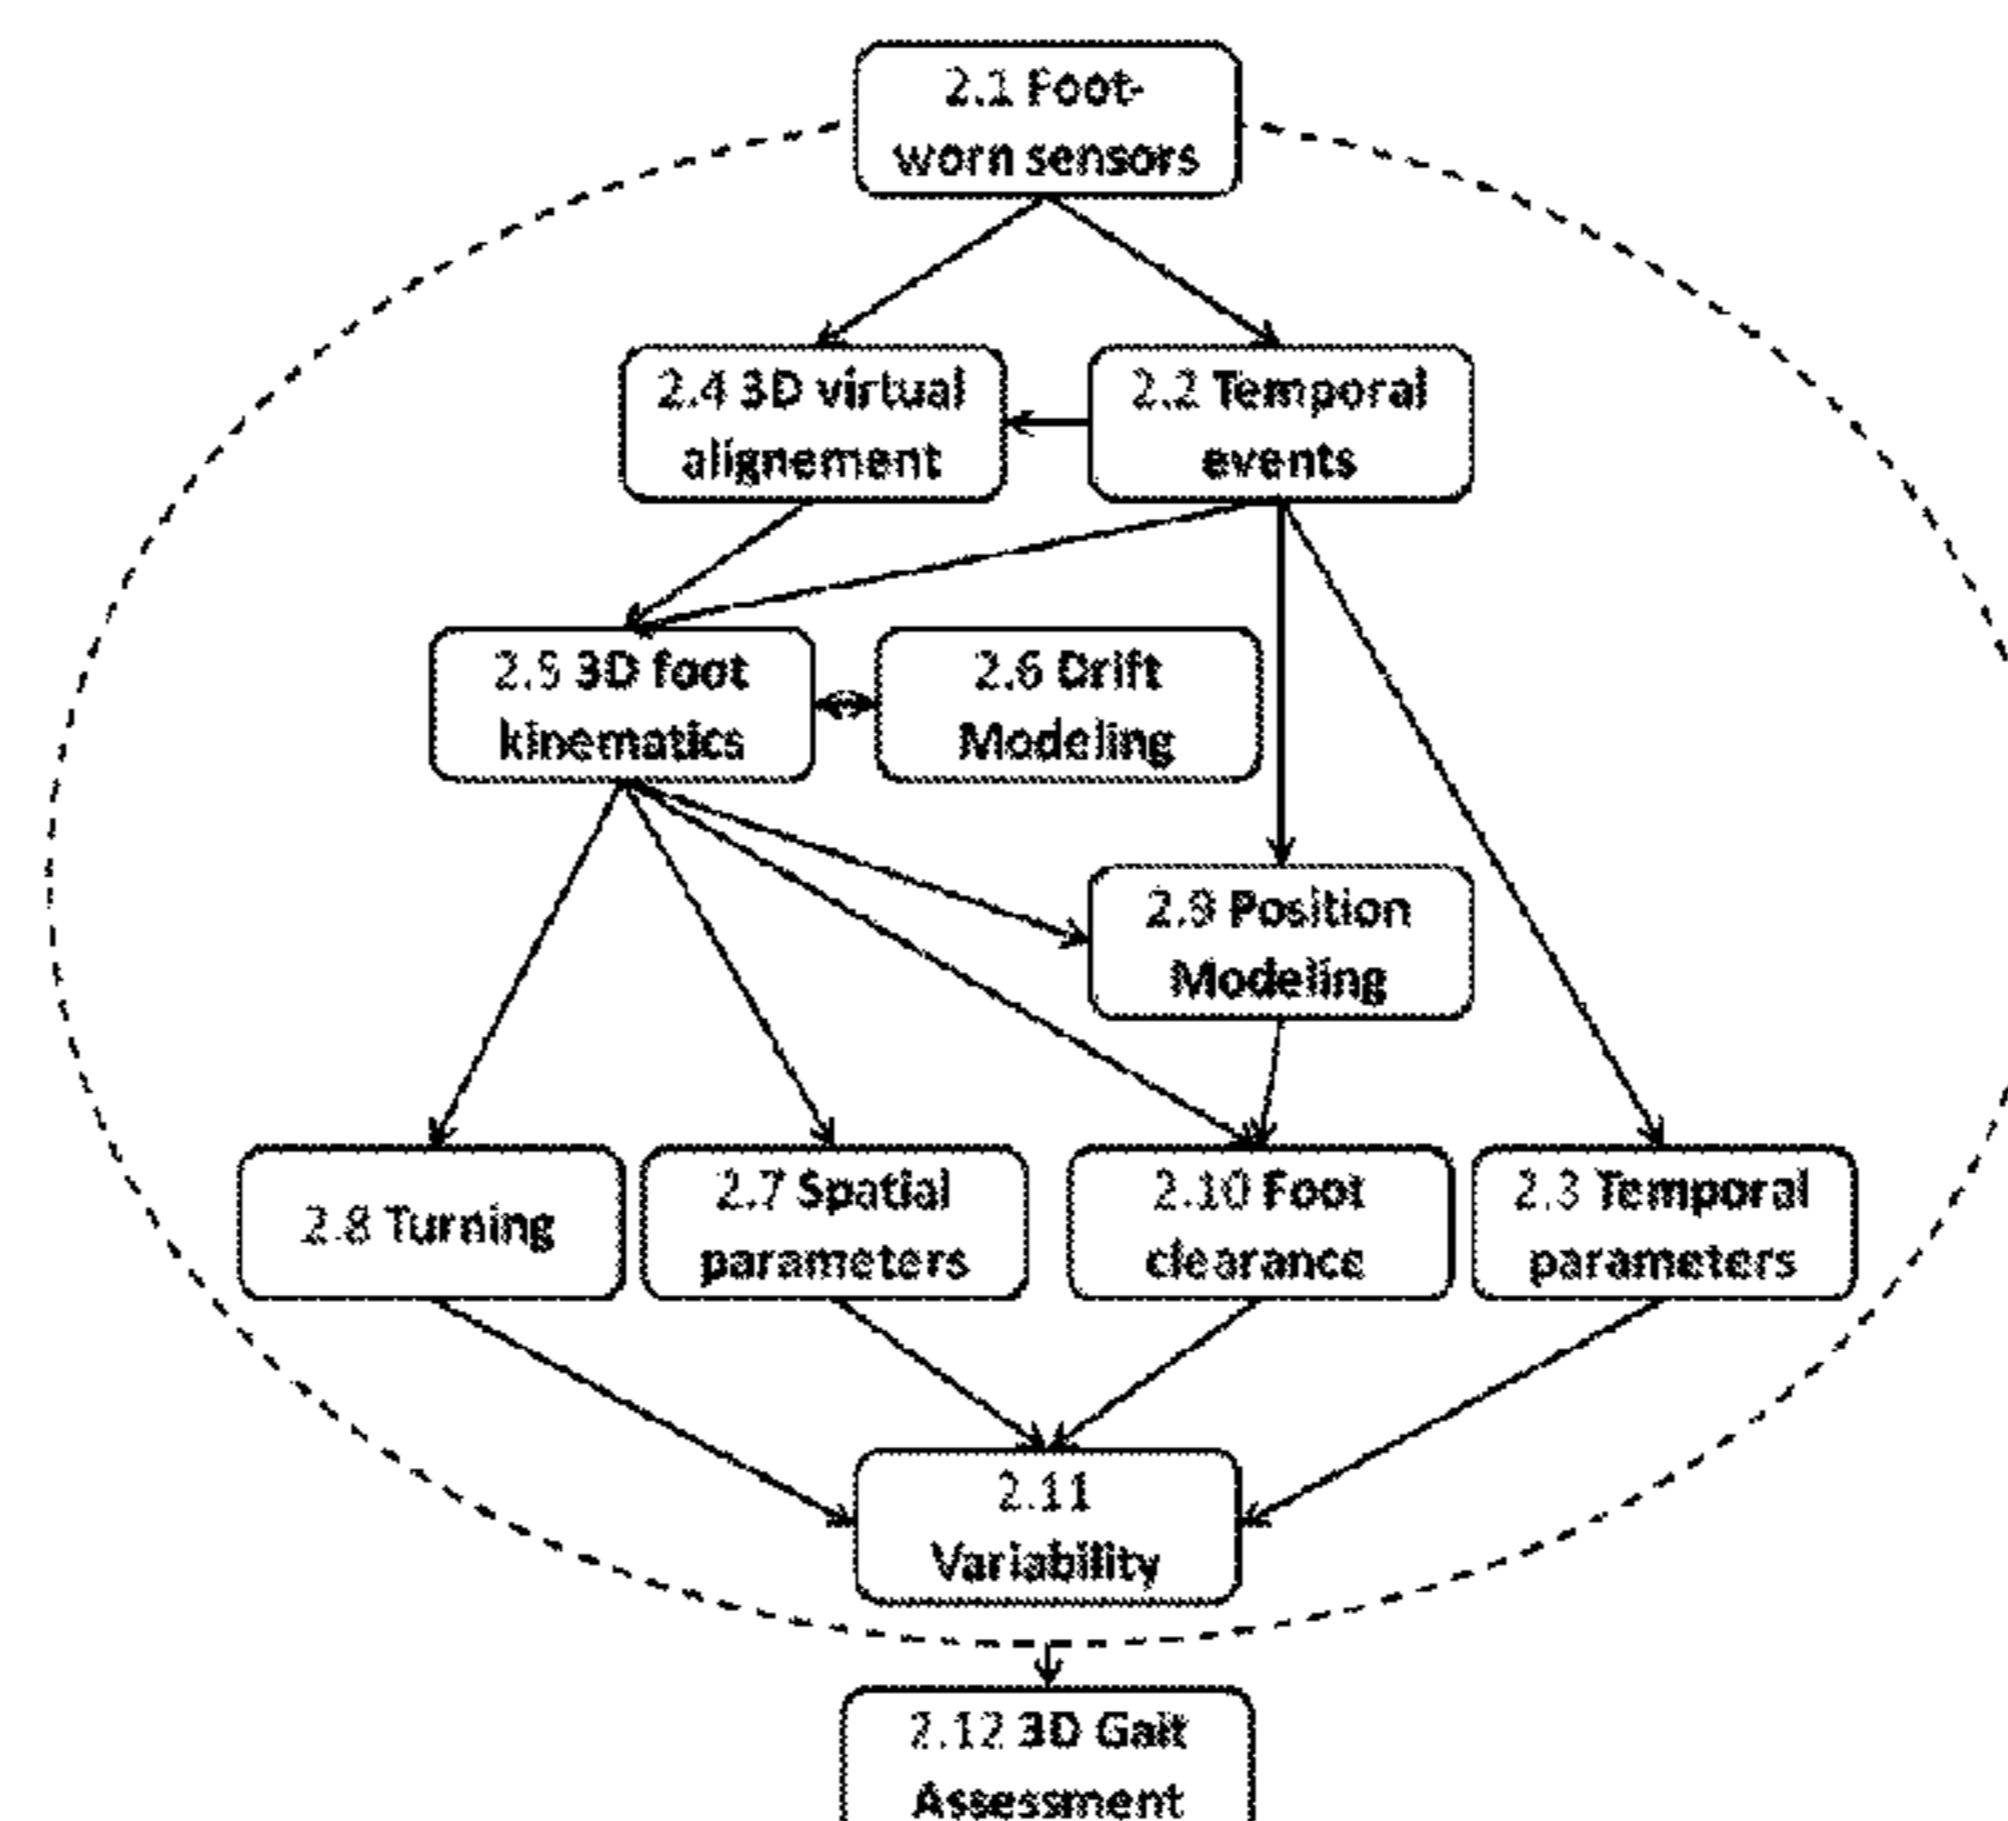 2.1 Foot-
worn sensors
2.4 3D virtual
alignement
2.2 Temporal
events
2.5 3D foot
kinematics
2.6 Drift
Modeling
2.9 Position
Modeling
2.8 Turning
2.7 Spatial
parameters
2.10 Foot
clearance
2.3 Temporal
parameters
2.11
Variability
2.12 3D Gait
Assessment